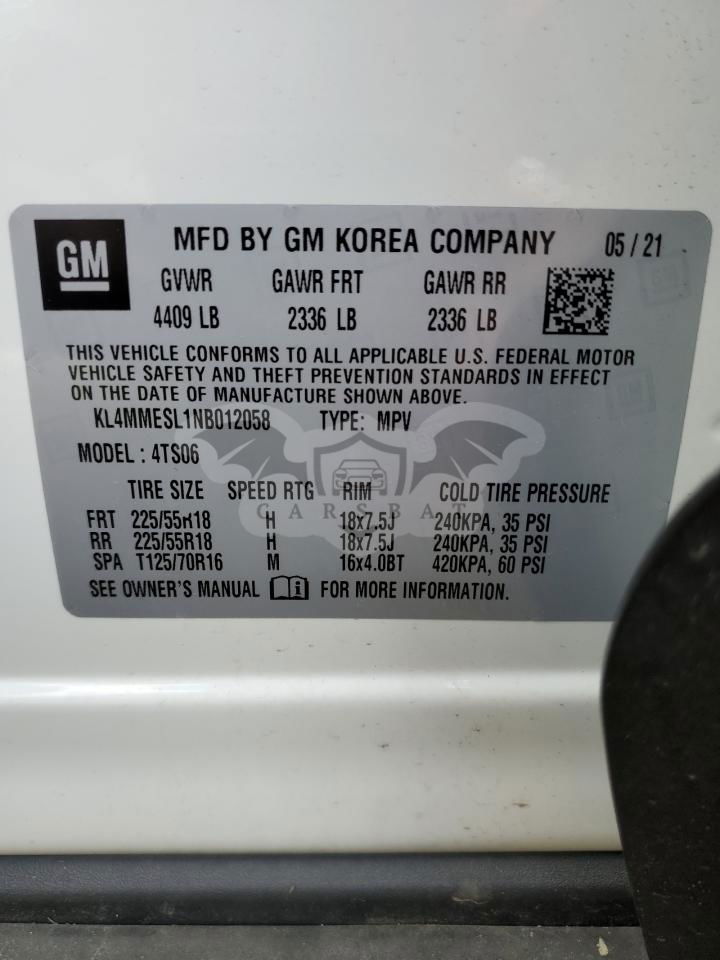 GM
MFD BY GM KOREA COMPANY 05 / 21
GVWR GAWR FRT GAWR RR
4409 LB 2336 LB 2336 LB
THIS VEHICLE CONFORMS TO ALL APPLICABLE U.S. FEDERAL MOTOR
VEHICLE SAFETY AND THEFT PREVENTION STANDARDS IN EFFECT
ON THE DATE OF MANUFACTURE SHOWN ABOVE.
KL4MMESL1NB012058 TYPE: MPV
MODEL : 4TS06
TIRE SIZE SPEED RTG RIM COLD TIRE PRESSURE
CARSBAT
FRT 225/55R18 H 18x7.5J 240KPA, 35 PSI
RR 225/55R18 H 18x7.5J 240KPA, 35 PSI
SPA T125/70R16 M 16x4.0BT 420KPA, 60 PSI
SEE OWNER'S MANUAL i FOR MORE INFORMATION.